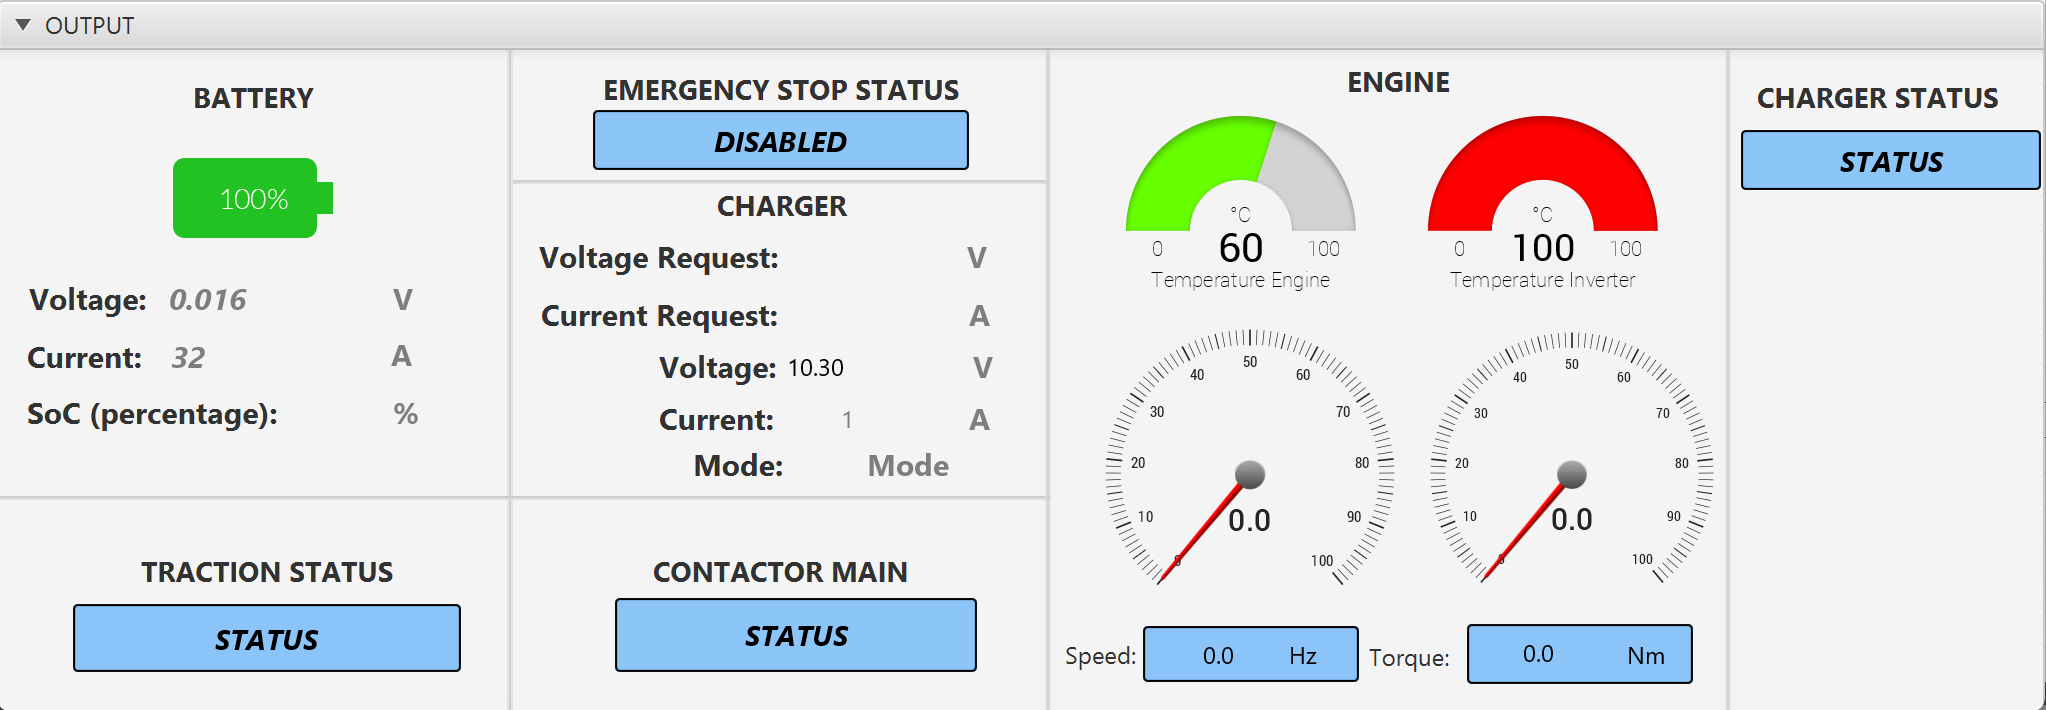 OUTPUT
BATTERY
100%
Voltage: 0.016 V
Current: 32 A
SoC (percentage): %
TRACTION STATUS
STATUS
EMERGENCY STOP STATUS
DISABLED
CHARGER
Voltage Request: V
Current Request: A
Voltage: 10.30 V
Current: 1 A
Mode: Mode
CONTACTOR MAIN
STATUS
ENGINE
°C
60
0 100
Temperature Engine
°C
100
0 100
Temperature Inverter
0 10 20 30 40 50 60 70 80 90 100
0.0
0 10 20 30 40 50 60 70 80 90 100
0.0
Speed: 0.0 Hz
Torque: 0.0 Nm
CHARGER STATUS
STATUS